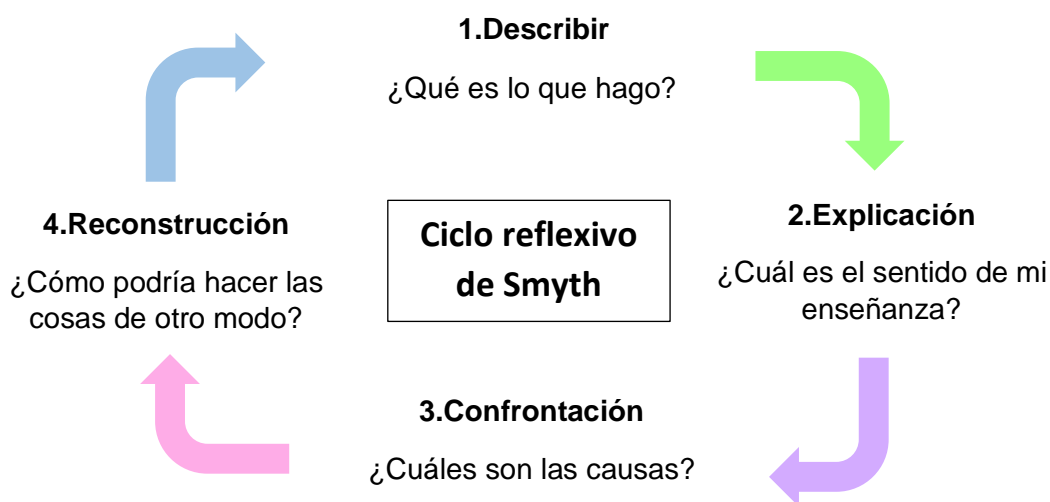 1.Describir
¿Qué es lo que hago?
2.Explicación
¿Cuál es el sentido de mi
enseñanza?
3.Confrontación
¿Cuáles son las causas?
4.Reconstrucción
¿Cómo podría hacer las
cosas de otro modo?
Ciclo reflexivo
de Smyth